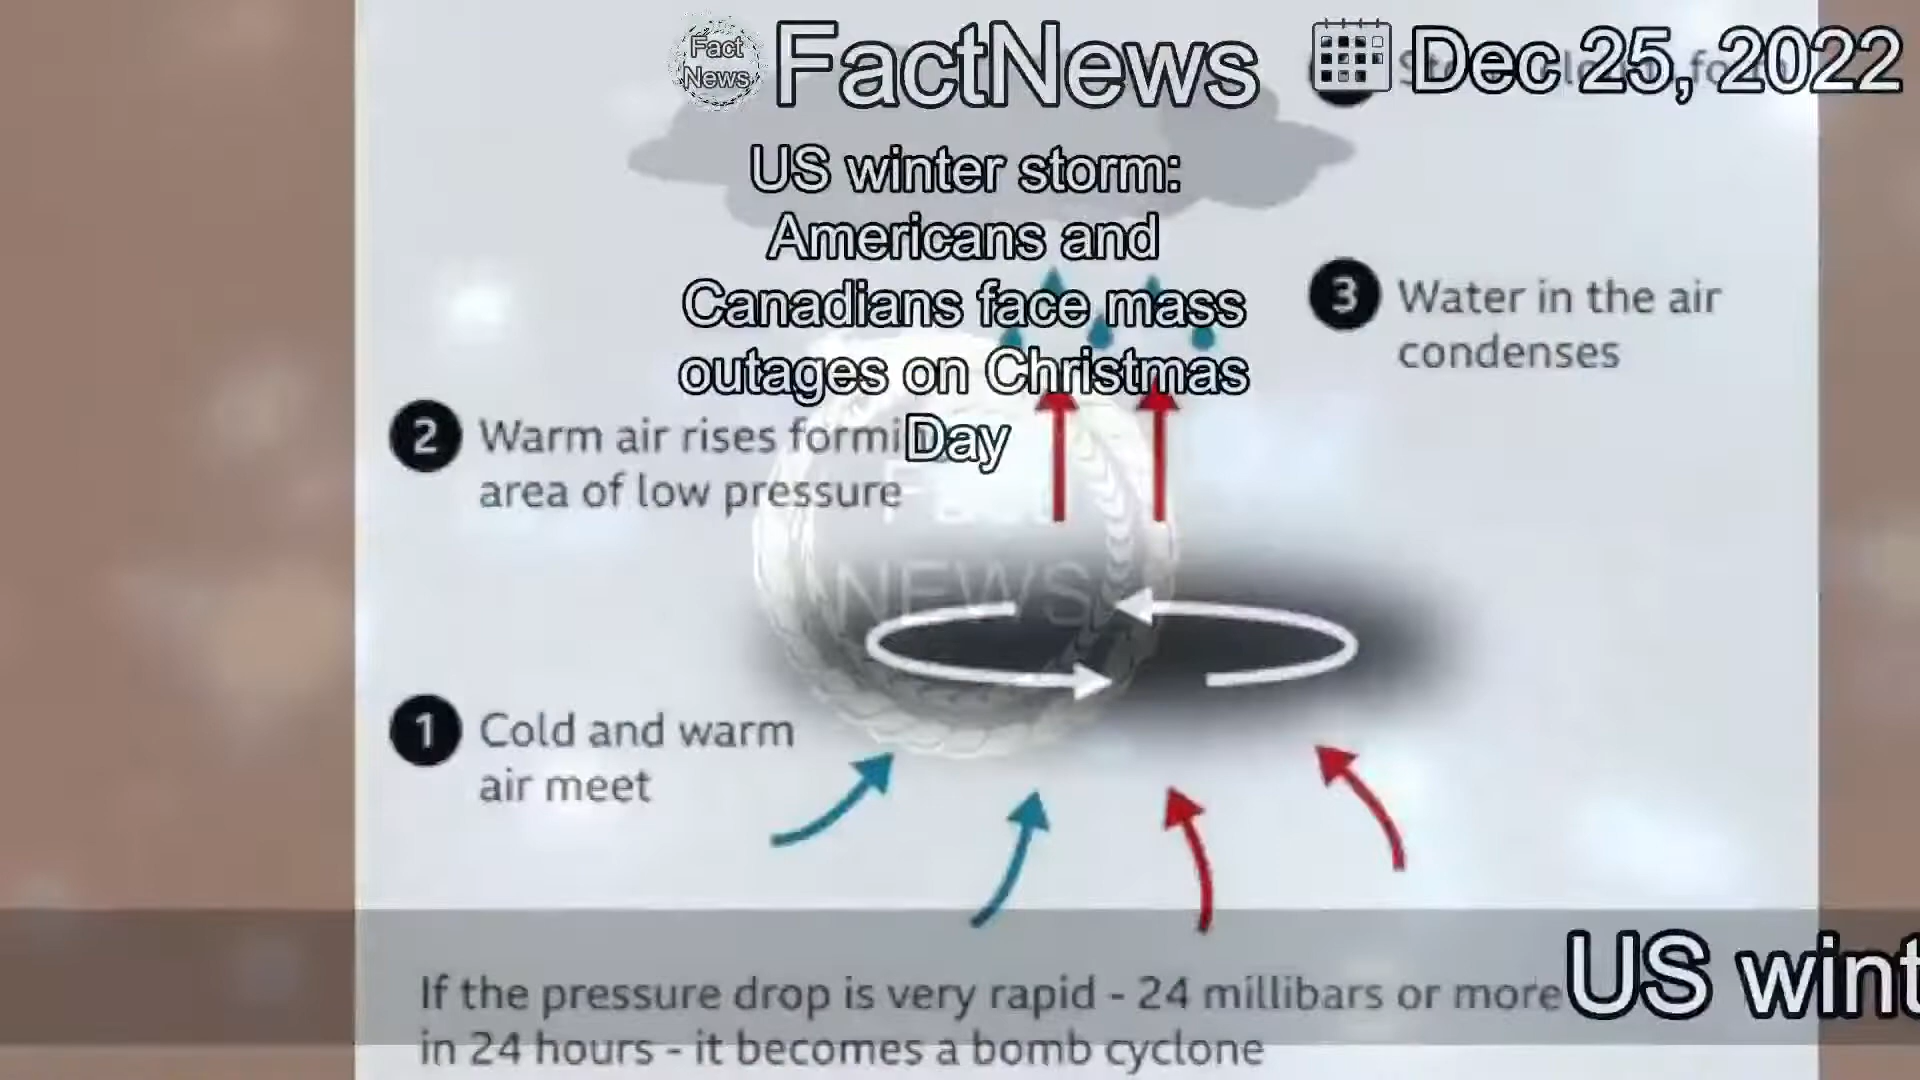 Fact
News
FactNews
Dec 25, 2022
US winter storm:
Americans and
Canadians face mass
outages on Christmas
Day
3 Water in the air
condenses
2 Warm air rises
area of low pressure
NEWS
1 Cold and warm
air meet
If the pressure drop is very rapid - 24 millibars or more
in 24 hours - it becomes a bomb cyclone
US wint